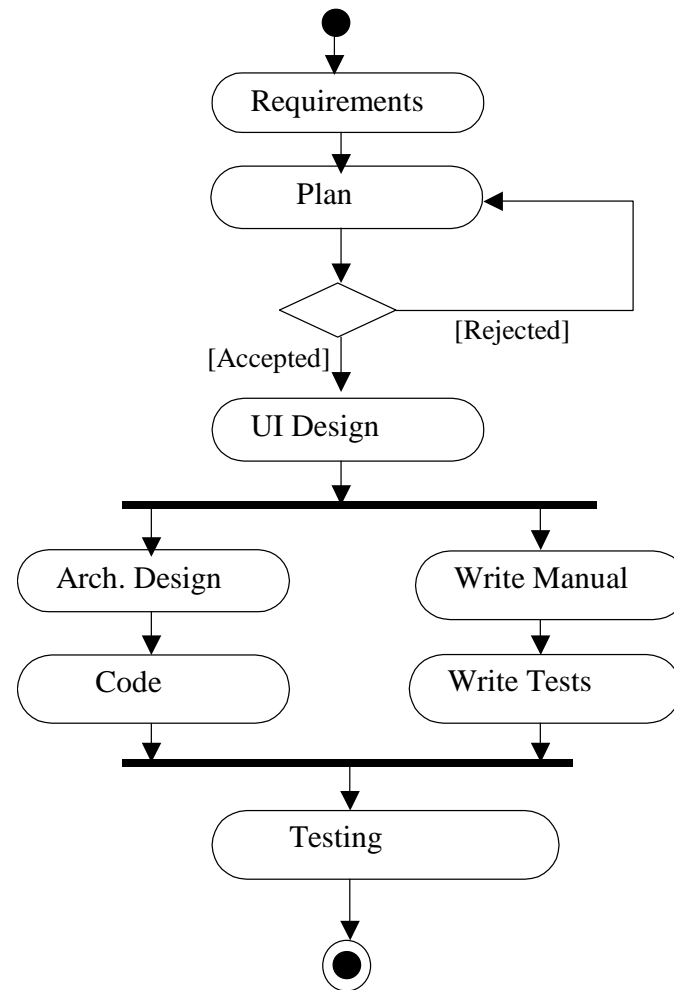 Requirements
Plan
[Rejected]
[Accepted]
UI Design
Arch. Design
Write Manual
Code
Write Tests
Testing